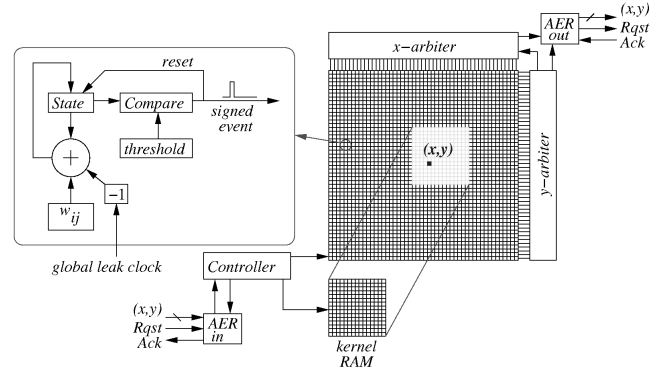 (x,y)
Rqst
Ack
AER
out
x–arbiter
y–arbiter
(x,y)
reset
State
Compare
signed
event
threshold
+
–1
w ij
global leak clock
Controller
(x,y)
Rqst
Ack
AER
in
kernel
RAM